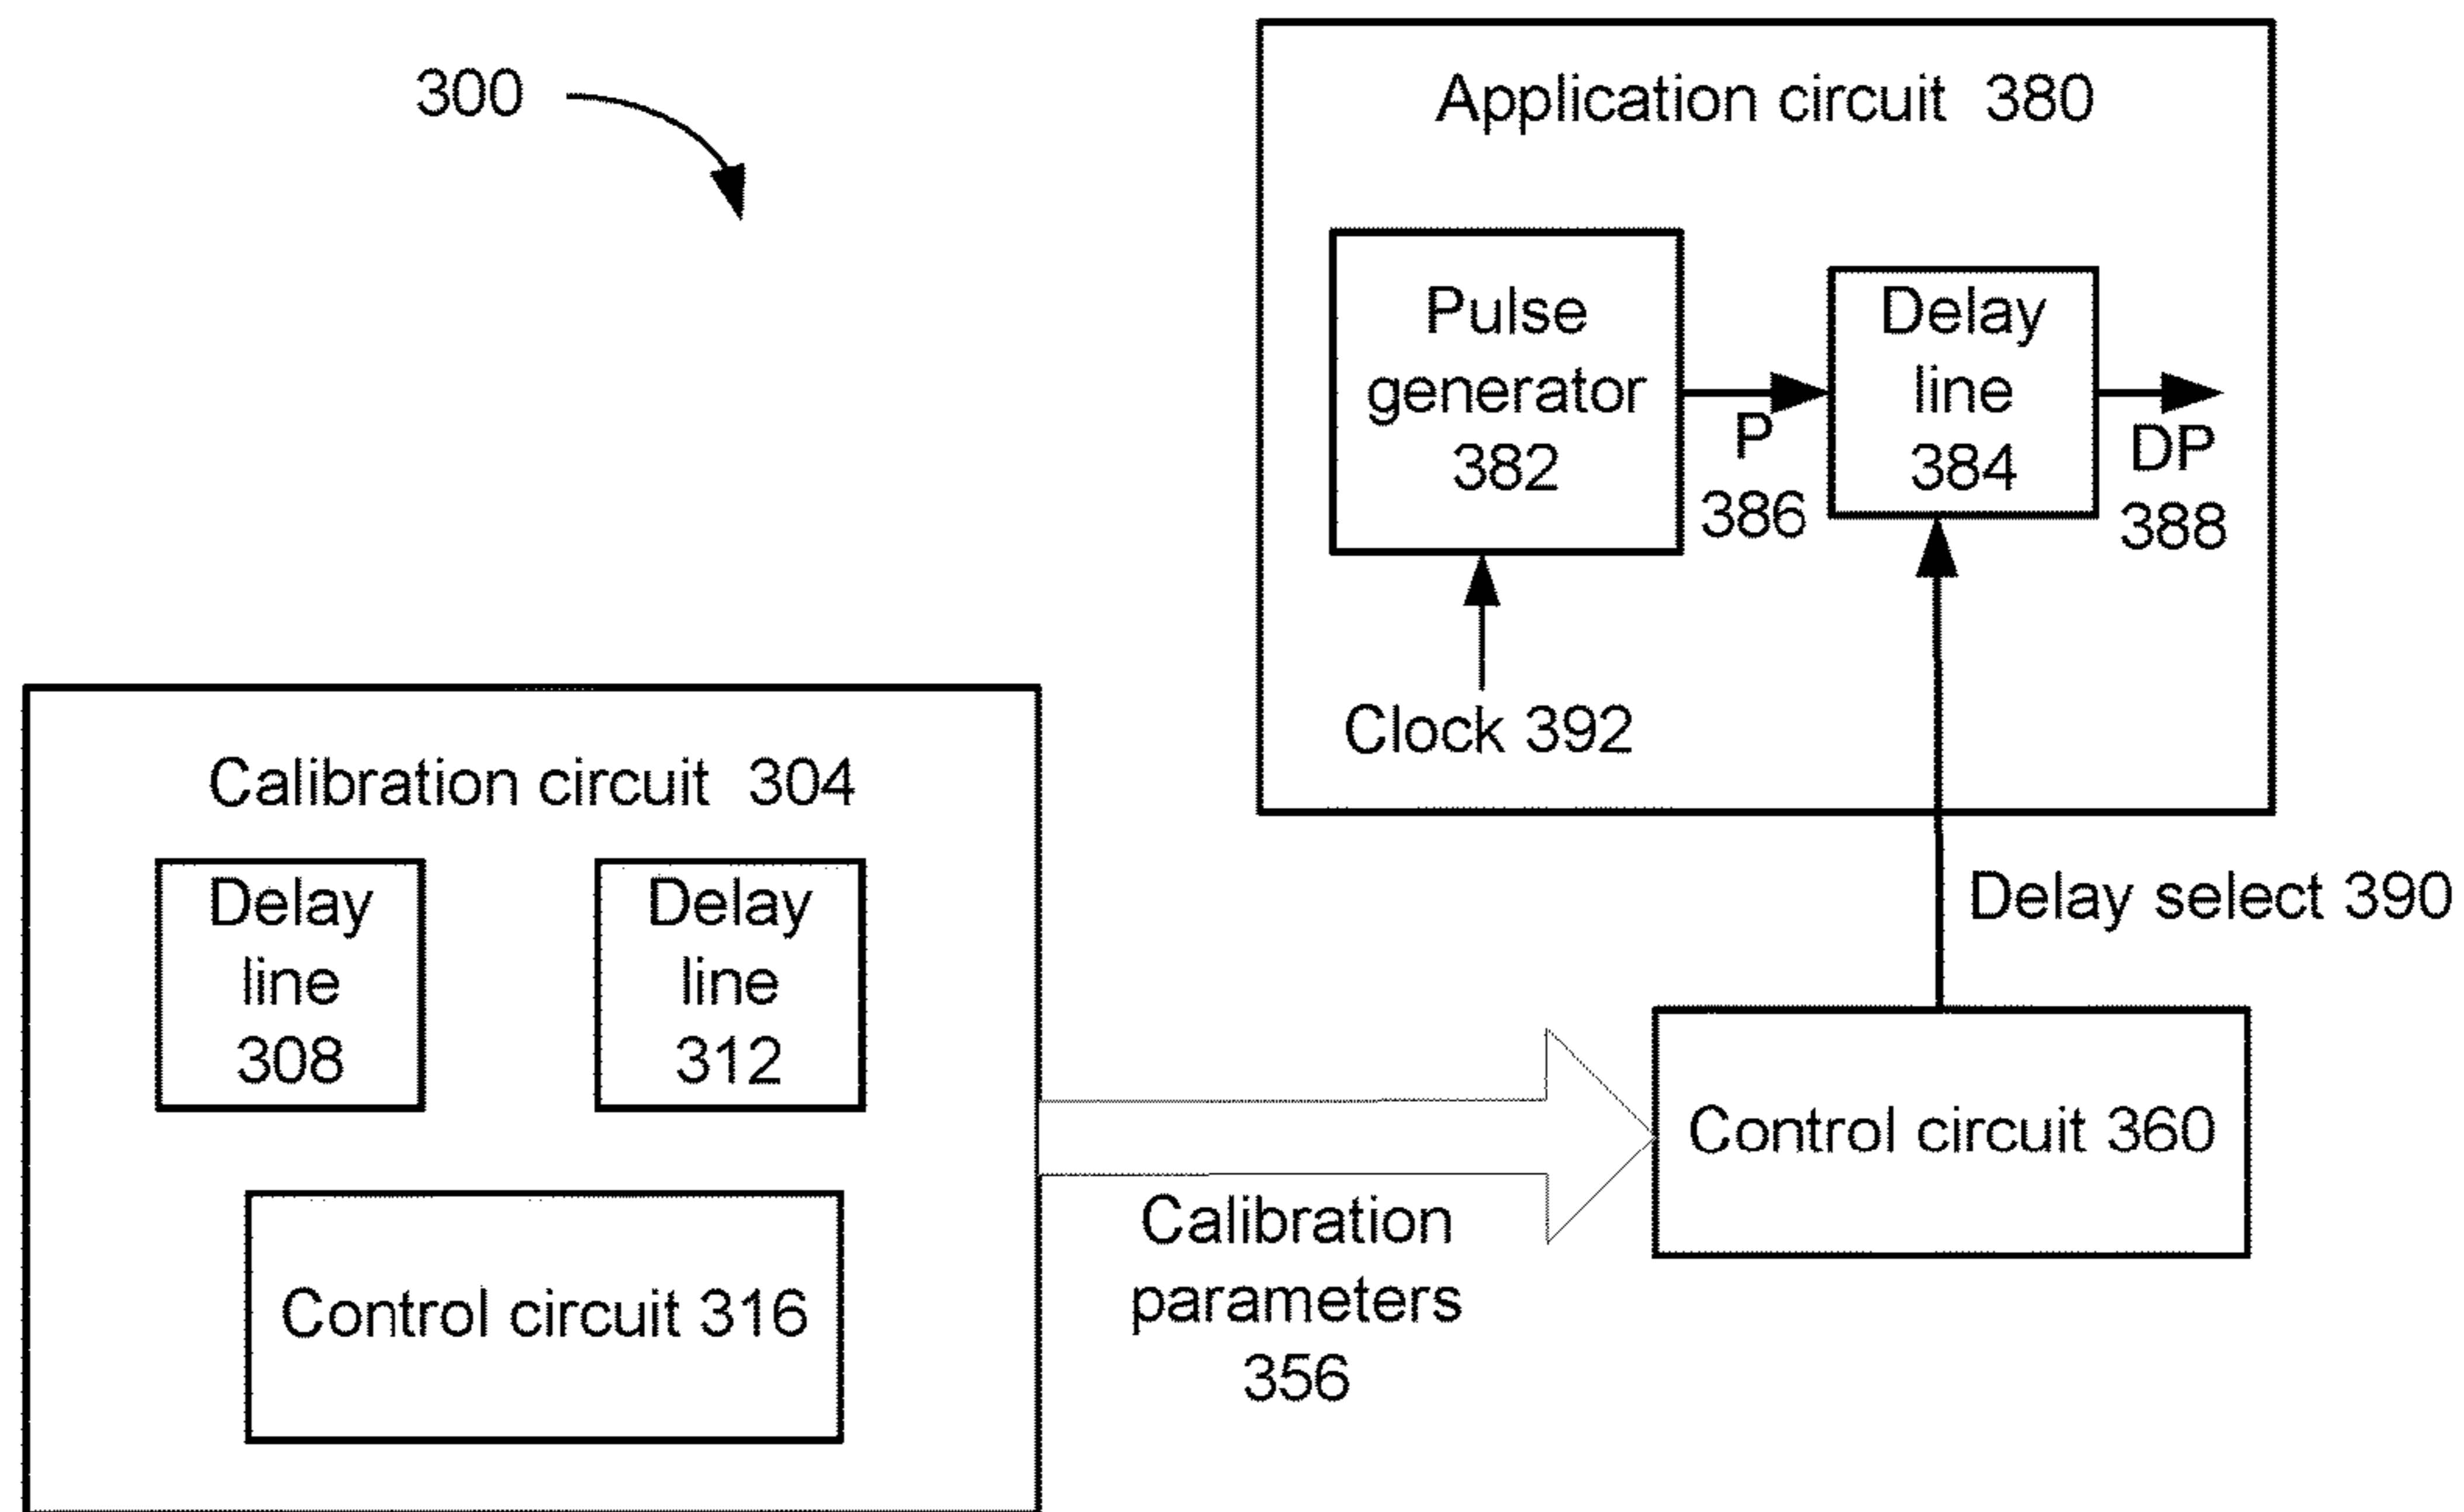 300
Application circuit 380
Pulse
generator
382
P
386
Delay
line
384
DP
388
Clock 392
Delay select 390
Calibration circuit 304
Delay
line
308
Delay
line
312
Control circuit 316
Calibration
parameters
356
Control circuit 360